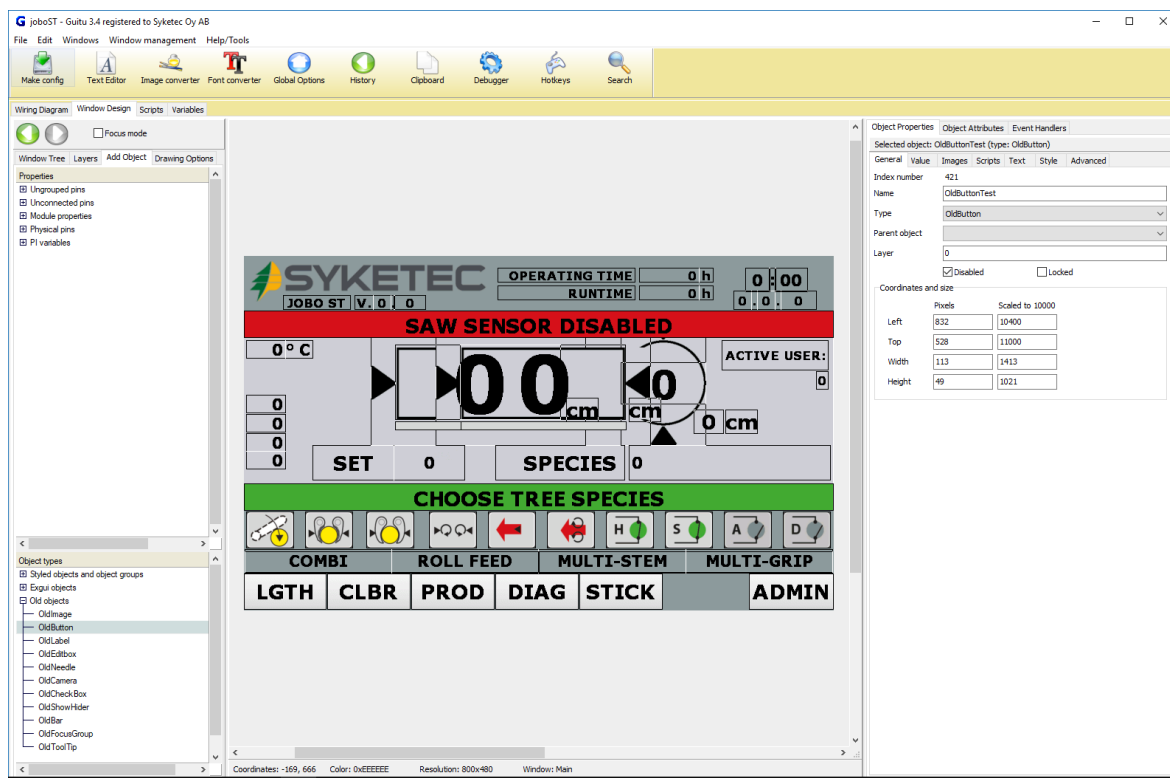 joboST - Guitu 3.4 registered to Syketec Oy AB
File Edit Windows Window management Help/Tools
Make config Text Editor Image converter Font converter Global Options History Clipboard Debugger Hotkeys Search
Wiring Diagram Window Design Scripts Variables
Focus mode
Window Tree Layers Add Object Drawing Options
Properties
Ungrouped pins
Unconnected pins
Module properties
Physical pins
PI variables
Object types
Styled objects and object groups
Exgui objects
Old objects
OldImage
OldButton
OldLabel
OldEditbox
OldNeedle
OldCamera
OldCheckBox
OldShowHider
OldBar
OldFocusGroup
OldToolTip
SYKETEC
OPERATING TIME 0 h 0:00
RUNTIME 0 h
JOBO ST V. 0 . 0 0 . 0 . 0
SAW SENSOR DISABLED
0 ° C
ACTIVE USER:
0
0 0 cm
0 cm
0 cm
0
0
0
0
SET 0 SPECIES 0
CHOOSE TREE SPECIES
H S A D
COMBI ROLL FEED MULTI-STEM MULTI-GRIP
LGTH CLBR PROD DIAG STICK ADMIN
Coordinates: -169, 666 Color: 0xEEEEEE Resolution: 800x480 Window: Main
Object Properties Object Attributes Event Handlers
Selected object: OldButtonTest (type: OldButton)
General Value Images Scripts Text Style Advanced
Index number 421
Name OldButtonTest
Type OldButton
Parent object
Layer 0
Disabled Locked
Coordinates and size
Pixels Scaled to 10000
Left 832 10400
Top 528 11000
Width 113 1413
Height 49 1021